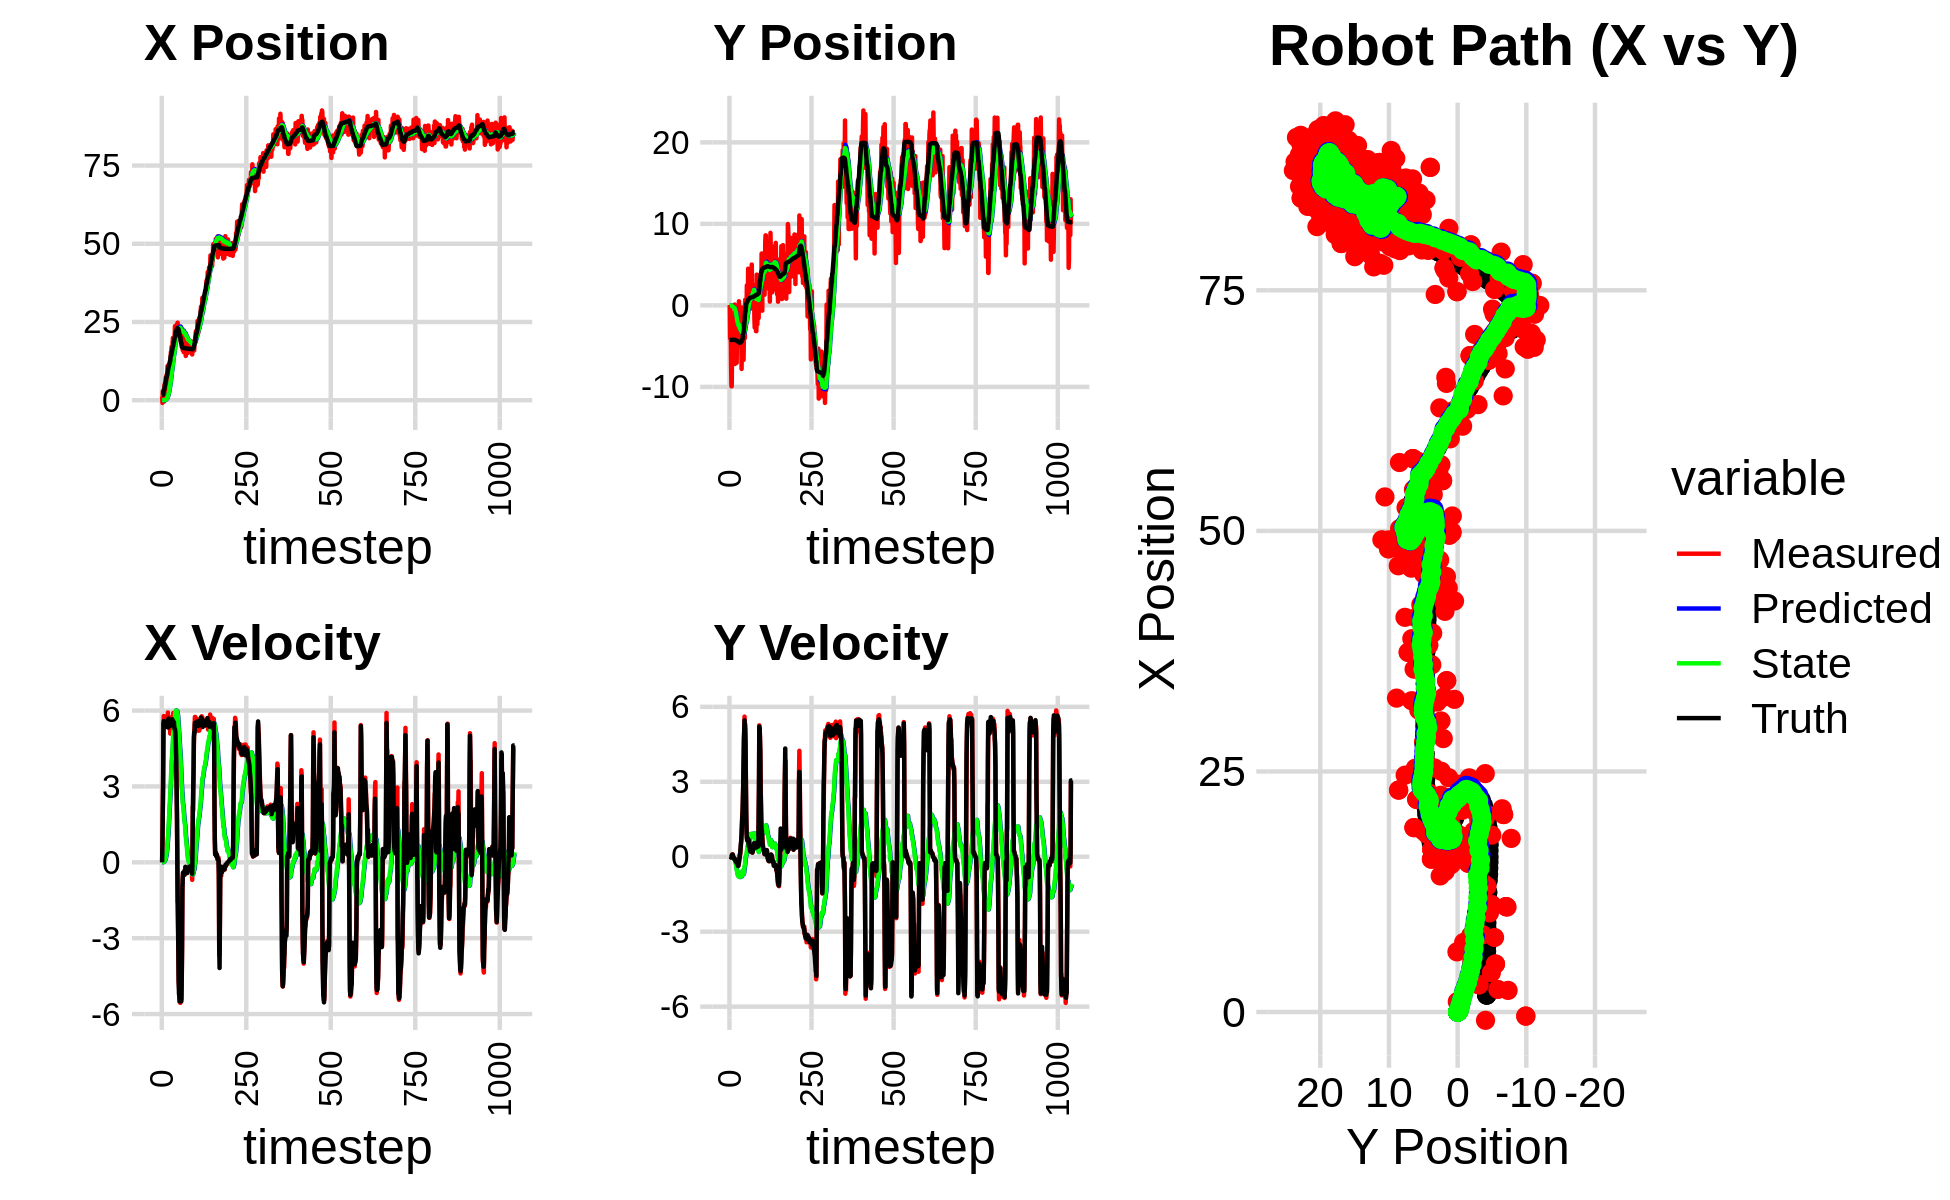 X Position
75
50
25
0
0
250
500
750
1000
timestep
Y Position
20
10
0
-10
0
250
500
750
1000
timestep
X Velocity
6
3
0
-3
-6
0
250
500
750
1000
timestep
Y Velocity
6
3
0
-3
-6
0
250
500
750
1000
timestep
Robot Path (X vs Y)
X Position
75
50
25
0
20 10 0 -10 -20
Y Position
variable
Measured
Predicted
State
Truth